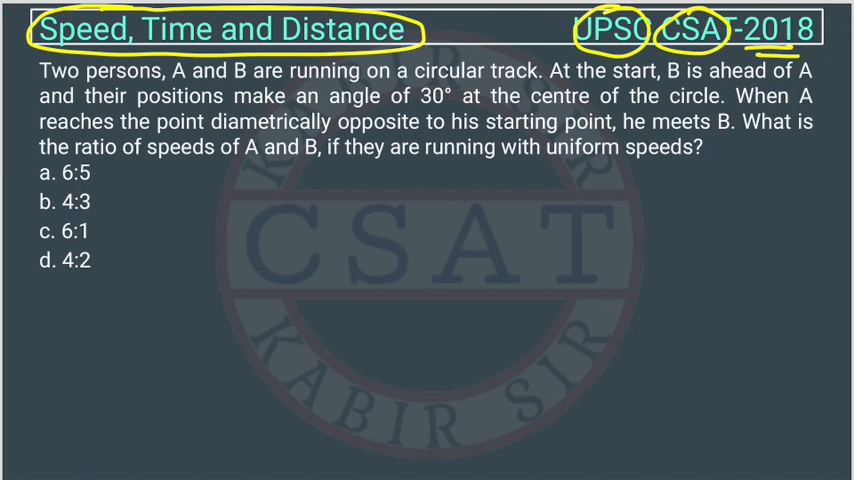 Speed, Time and Distance UPSC CSAT-2018
Two persons, A and B are running on a circular track. At the start, B is ahead of A
and their positions make an angle of 30° at the centre of the circle. When A
reaches the point diametrically opposite to his starting point, he meets B. What is
the ratio of speeds of A and B, if they are running with uniform speeds?
a. 6:5
b. 4:3
c. 6:1
d. 4:2
KABIR SIR
CSAT
KABIR SIR